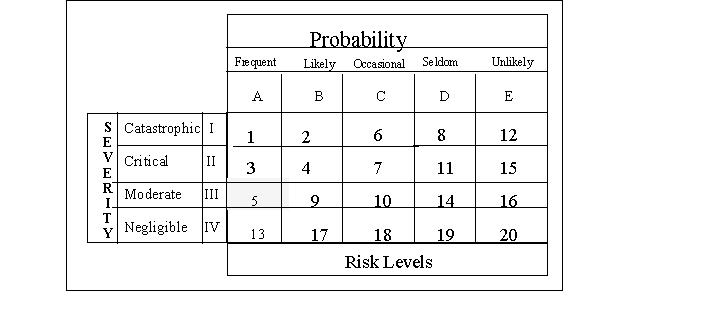 Probability
Frequent Likely Occasional Seldom Unlikely
A B C D E
SEVERITY
Catastrophic I 1 2 6 8 12
Critical II 3 4 7 11 15
Moderate III 5 9 10 14 16
Negligible IV 13 17 18 19 20
Risk Levels